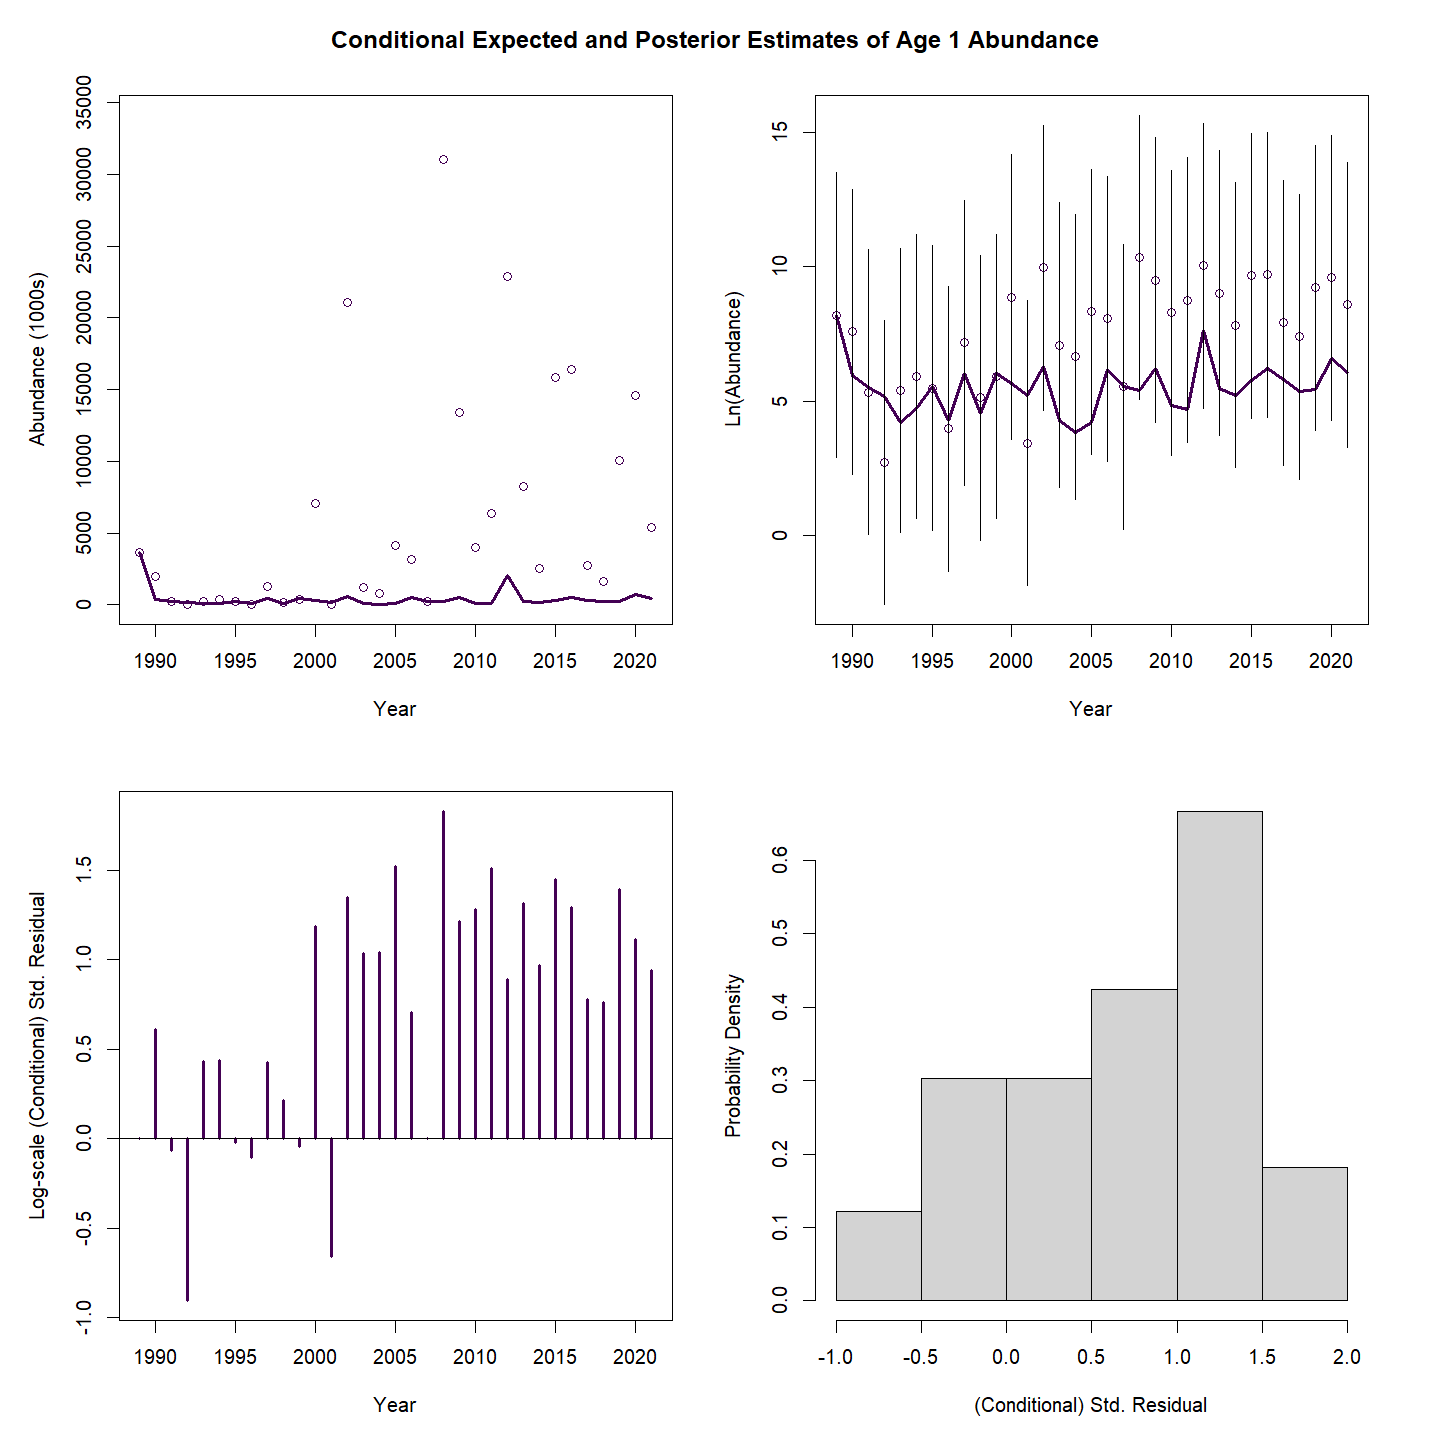 Conditional Expected and Posterior Estimates of Age 1 Abundance
Abundance (1000s)
35000
30000
25000
20000
15000
10000
5000
0
1990 1995 2000 2005 2010 2015 2020
Year
Ln(Abundance)
15
10
5
0
1990 1995 2000 2005 2010 2015 2020
Year
Log-scale (Conditional) Std. Residual
1.5
1.0
0.5
0.0
-0.5
-1.0
1990 1995 2000 2005 2010 2015 2020
Year
Probability Density
0.6
0.5
0.4
0.3
0.2
0.1
0.0
-1.0 -0.5 0.0 0.5 1.0 1.5 2.0
(Conditional) Std. Residual